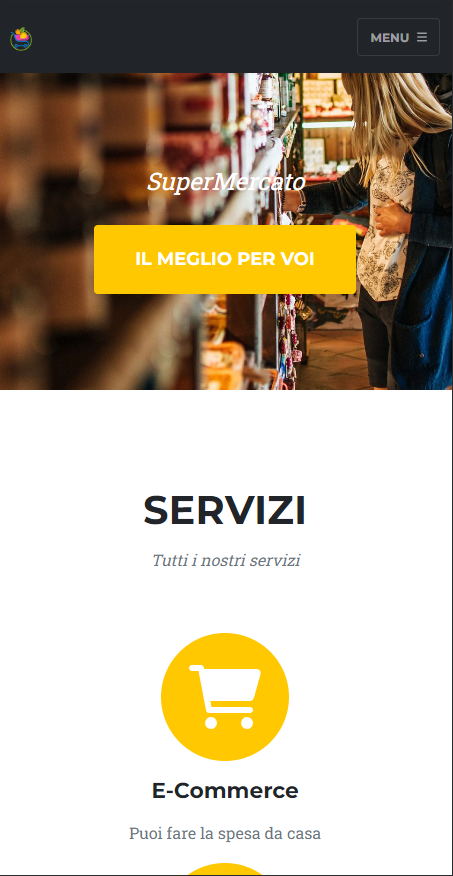 MENU
SuperMercato
IL MEGLIO PER VOI
SERVIZI
Tutti i nostri servizi
E-Commerce
Puoi fare la spesa da casa